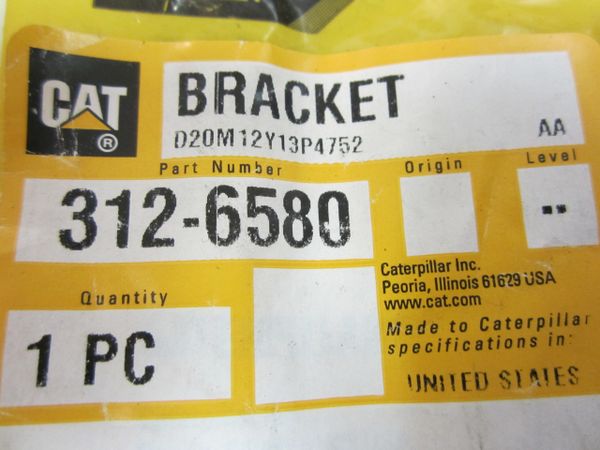 CAT
®
BRACKET
D20M12Y13P4752
AA
Part Number
Origin
Level
312-6580
--
Caterpillar Inc.
Peoria, Illinois 61629 USA
www.cat.com
Quantity
1 PC
Made to Caterpillar
specifications in:
UNITED STATES